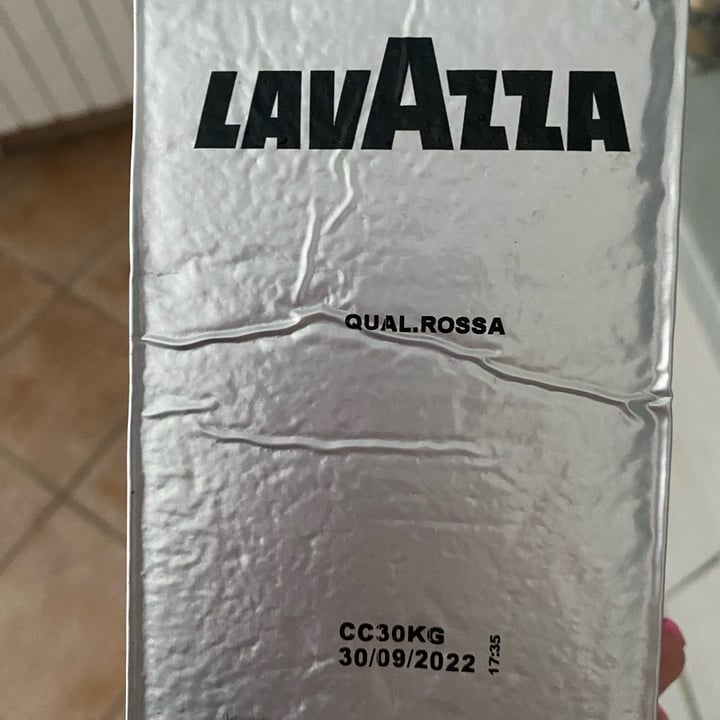 LAVAZZA
QUAL.ROSSA
CC30KG
30/09/2022
17:35